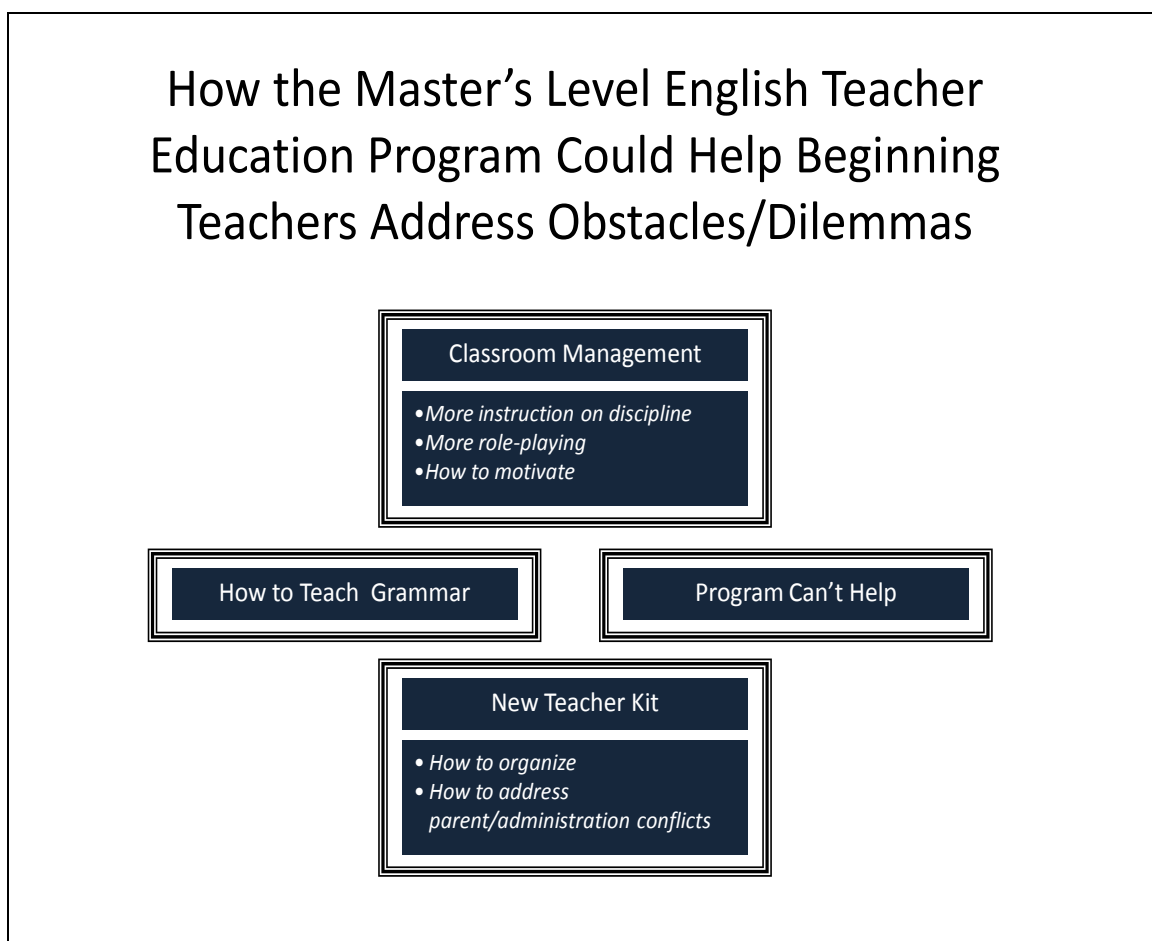 How the Master’s Level English Teacher
Education Program Could Help Beginning
Teachers Address Obstacles/Dilemmas
Classroom Management
•More instruction on discipline
•More role-playing
•How to motivate
How to Teach  Grammar
Program Can’t Help
New Teacher Kit
• How to organize
• How to address
parent/administration conflicts